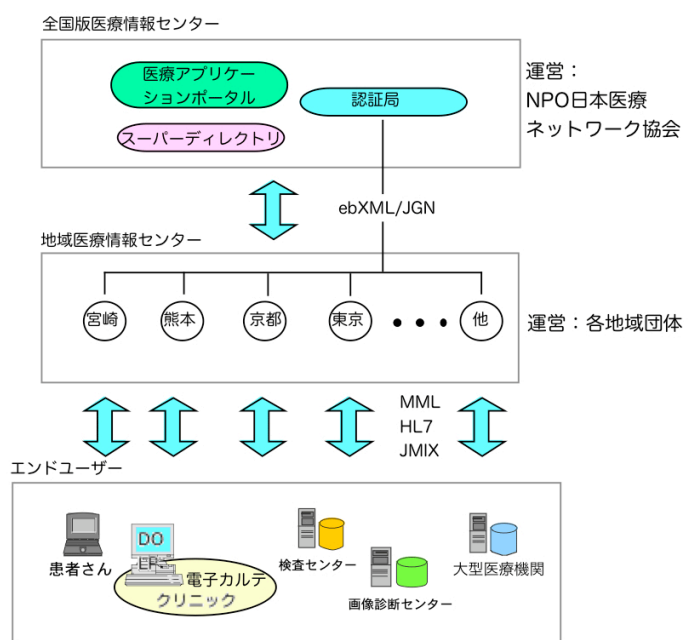 全国版医療情報センター
医療アプリケー
ションポータル
認証局
スーパーディレクトリ
運営：
NPO日本医療
ネットワーク協会
ebXML/JGN
地域医療情報センター
宮崎
熊本
京都
東京
・・・
他
運営：各地域団体
MML
HL7
JMIX
エンドユーザー
患者さん
DO
電子カルテ
クリニック
検査センター
画像診断センター
大型医療機関